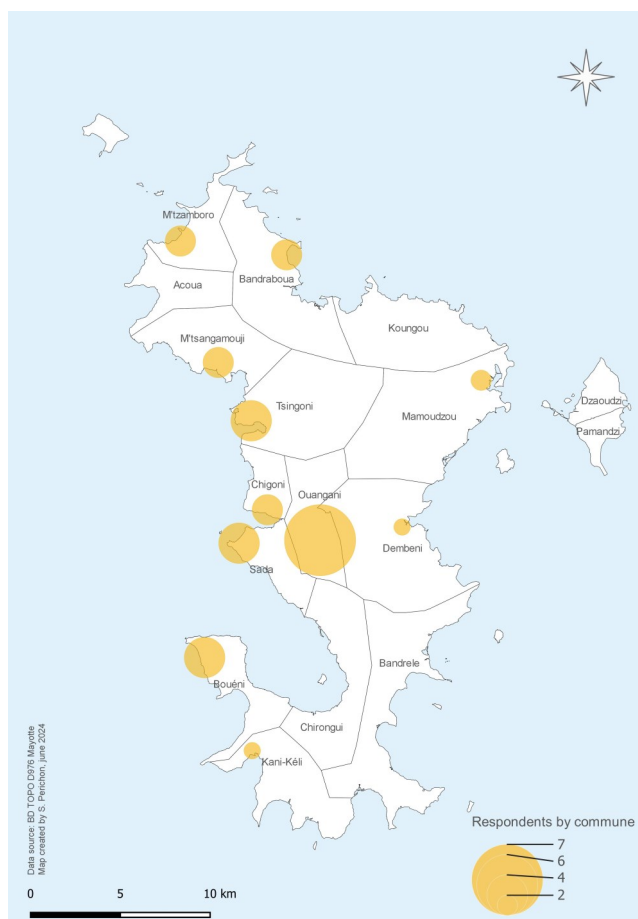 M'tzamboro
Bandraboua
Acoua
Koungou
M'tsangamouji
Dzaoudzi
Tsingoni
Mamoudzou
Pamandzi
Chigoni
Ouangani
Dembeni
Sada
Bandrele
Bouéni
Chirongui
Kani-Kéli
Data source: BD TOPO D976 Mayotte
Map created by S. Perichon, june 2024
Respondents by commune
7
6
4
2
0 5 10 km